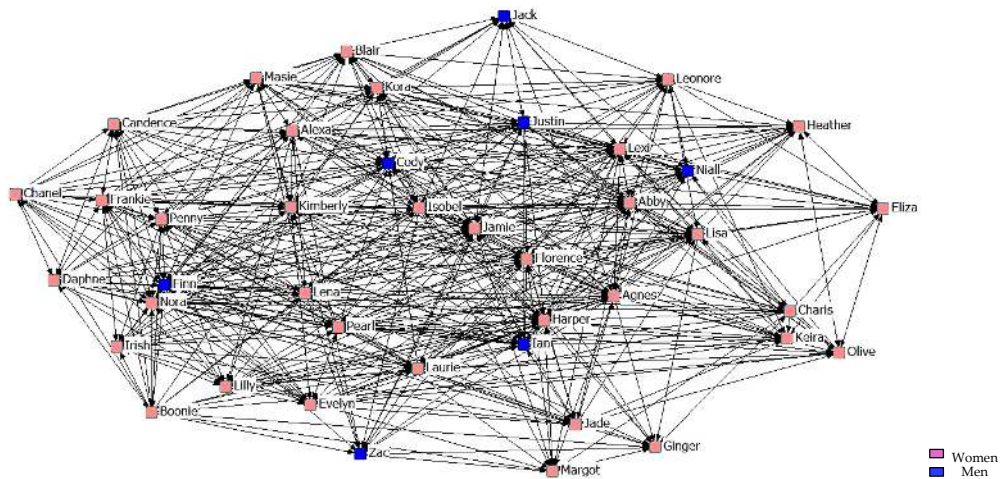 Jack
Blair
Masie
Leonore
Kora
Justin
Candence
Heather
Alexa
Lexi
Cody
Niall
Chanel
Frankie
Kimberly
Isobel
Abby
Eliza
Penny
Jamie
Lisa
Florence
Daphne
Finn
Lena
Agnes
Nora
Charis
Pearl
Harper
Keira
Irish
Ian
Olive
Laurie
Lilly
Evelyn
Boonie
Jade
Ginger
Zac
Margot
Women
Men